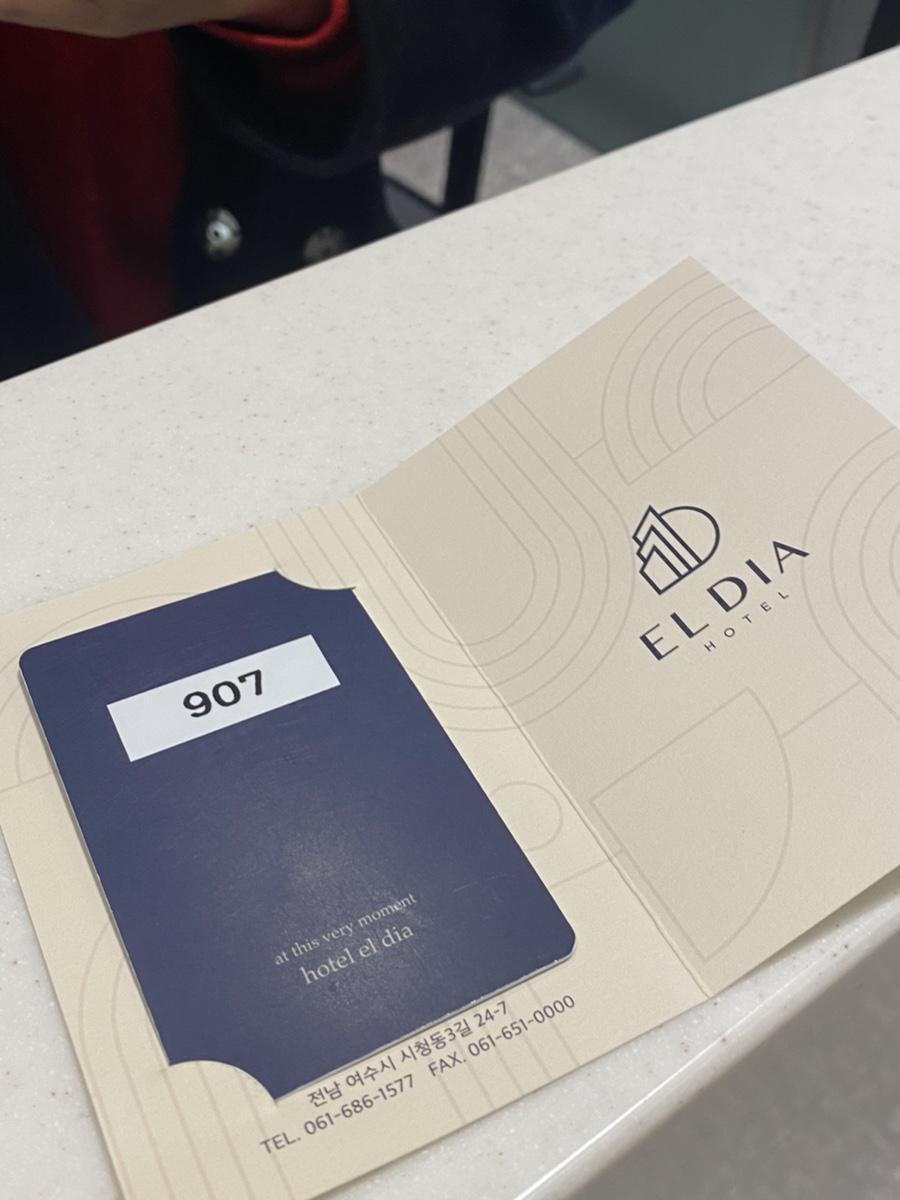 907
at this very moment
hotel el dia
전남 여수시 시청동3길 24-7
TEL. 061-686-1577 FAX. 061-651-0000
EL DIA
HOTEL